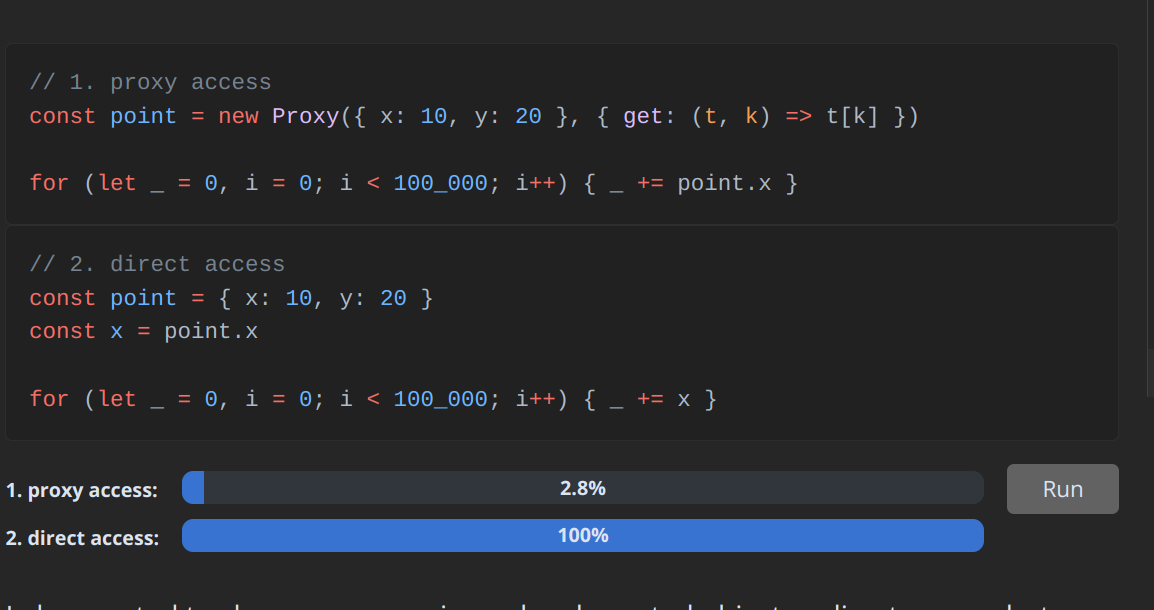 // 1. proxy access
const point = new Proxy({ x: 10, y: 20 }, { get: (t, k) => t[k] })
for (let _ = 0, i = 0; i < 100_000; i++) { _ += point.x }
// 2. direct access
const point = { x: 10, y: 20 }
const x = point.x
for (let _ = 0, i = 0; i < 100_000; i++) { _ += x }
1. proxy access: 2.8% Run
2. direct access: 100%